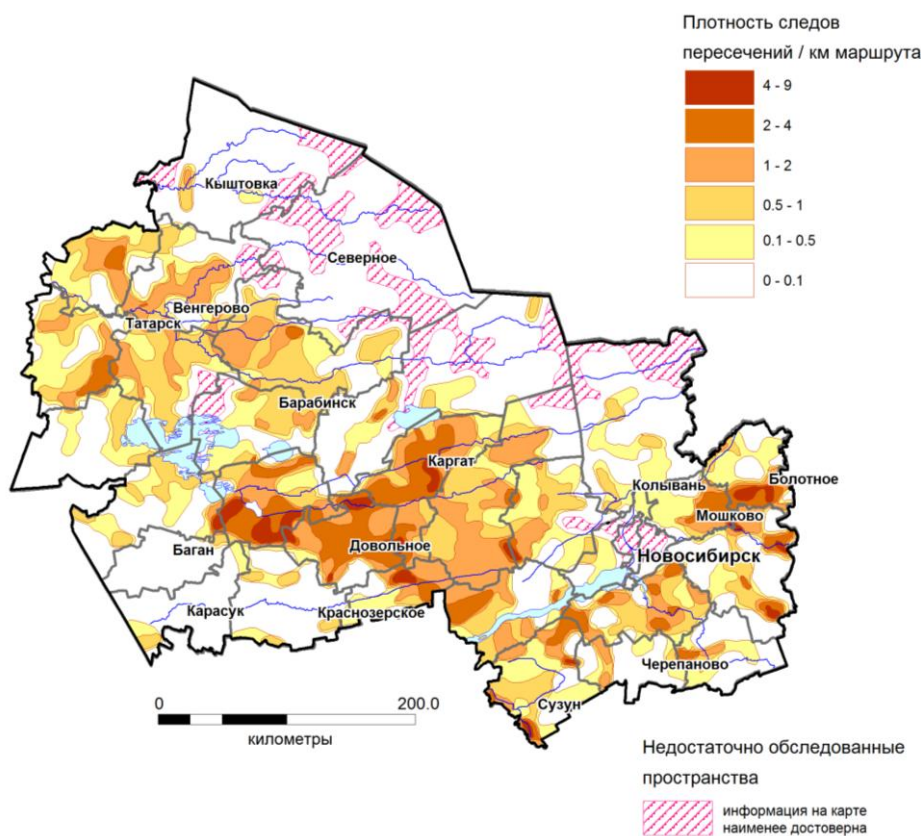 Плотность следов
пересечений / км маршрута
4 - 9
2 - 4
1 - 2
0.5 - 1
0.1 - 0.5
0 - 0.1
Кыштовка
Северное
Венгерово
Татарск
Барабинск
Каргат
Колывань
Болотное
Мошково
Новосибирск
Довольное
Баган
Карасук
Краснозерское
Черепаново
Сузун
0 200.0
километры
Недостаточно обследованные
пространства
информация на карте
наименее достоверна